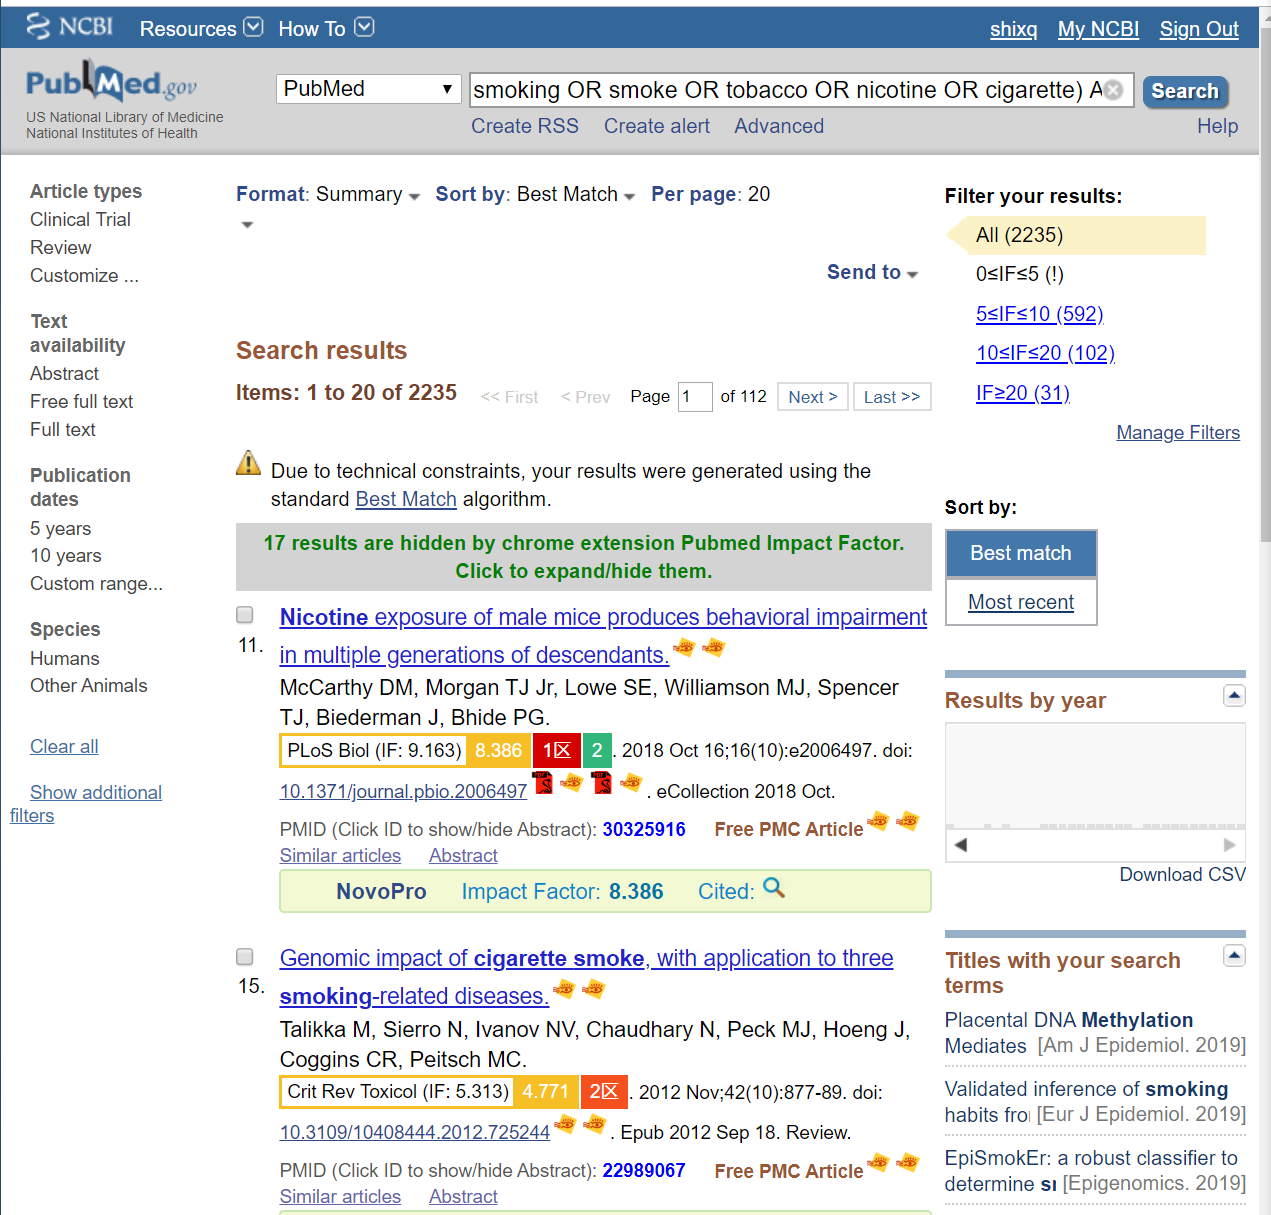 NCBI Resources How To shixq My NCBI Sign Out
PubMed.gov
US National Library of Medicine
National Institutes of Health
PubMed
smoking OR smoke OR tobacco OR nicotine OR cigarette) A
Search
Create RSS Create alert Advanced Help
Article types
Clinical Trial
Review
Customize ...
Text
availability
Abstract
Free full text
Full text
Publication
dates
5 years
10 years
Custom range...
Species
Humans
Other Animals
Clear all
Show additional
filters
Format: Summary Sort by: Best Match Per page: 20
Send to
Search results
Items: 1 to 20 of 2235 << First < Prev Page 1 of 112 Next > Last >>
Due to technical constraints, your results were generated using the
standard Best Match algorithm.
17 results are hidden by chrome extension Pubmed Impact Factor.
Click to expand/hide them.
Nicotine exposure of male mice produces behavioral impairment
11. in multiple generations of descendants.
McCarthy DM, Morgan TJ Jr, Lowe SE, Williamson MJ, Spencer
TJ, Biederman J, Bhide PG.
PLoS Biol (IF: 9.163) 8.386 1区 2 . 2018 Oct 16;16(10):e2006497. doi:
10.1371/journal.pbio.2006497 . eCollection 2018 Oct.
PMID (Click ID to show/hide Abstract): 30325916 Free PMC Article
Similar articles Abstract
NovoPro Impact Factor: 8.386 Cited:
Genomic impact of cigarette smoke, with application to three
15. smoking-related diseases.
Talikka M, Sierro N, Ivanov NV, Chaudhary N, Peck MJ, Hoeng J,
Coggins CR, Peitsch MC.
Crit Rev Toxicol (IF: 5.313) 4.771 2区 . 2012 Nov;42(10):877-89. doi:
10.3109/10408444.2012.725244 . Epub 2012 Sep 18. Review.
PMID (Click ID to show/hide Abstract): 22989067 Free PMC Article
Similar articles Abstract
Filter your results:
All (2235)
0≤IF≤5 (!)
5≤IF≤10 (592)
10≤IF≤20 (102)
IF≥20 (31)
Manage Filters
Sort by:
Best match
Most recent
Results by year
Download CSV
Titles with your search
terms
Placental DNA Methylation
Mediates [Am J Epidemiol. 2019]
Validated inference of smoking
habits fro [Eur J Epidemiol. 2019]
EpiSmokEr: a robust classifier to
determine sı [Epigenomics. 2019]